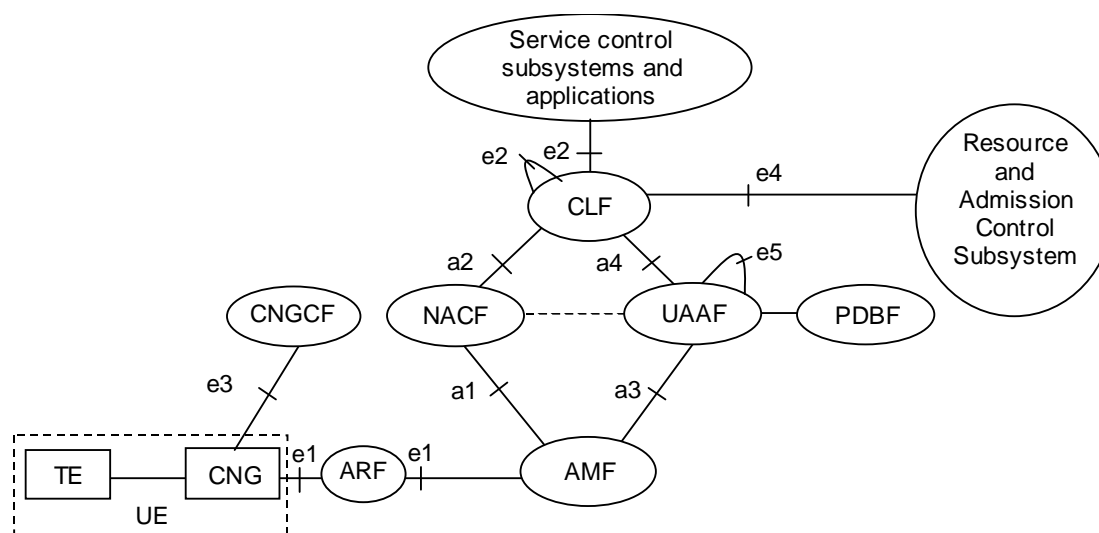 Service control
subsystems and
applications
Resource
and
Admission
Control
Subsystem
e2
e2
e4
CLF
a2
a4
e5
CNGCF
NACF
UAAF
PDBF
e3
a1
a3
TE
CNG
e1
ARF
e1
AMF
UE